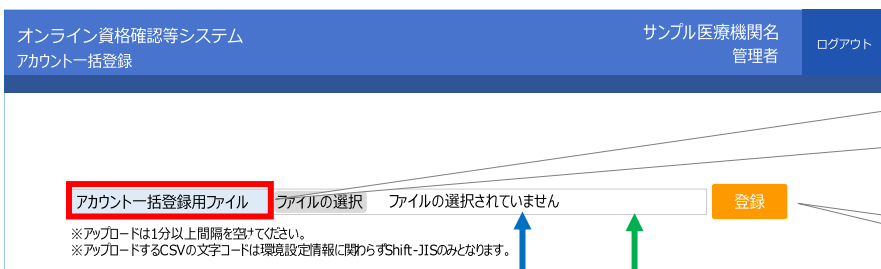 オンライン資格確認等システム
アカウント一括登録
サンプル医療機関名
管理者
ログアウト
アカウント一括登録用ファイル ファイルの選択 ファイルの選択されていません 登録
※アップロードは1分以上間隔を空けてください。
※アップロードするCSVの文字コードは環境設定情報に関わらずShift-JISのみとなります。